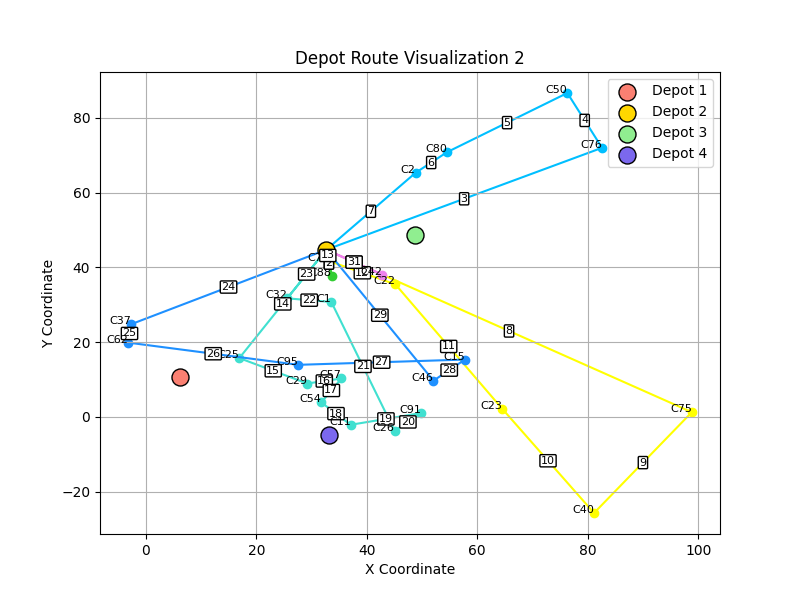 Depot Route Visualization 2
Depot 1
Depot 2
Depot 3
Depot 4
C50
4
5
C76
C80
6
C2
3
7
13
31
23
12
C42
C88
C22
24
C32
22
C1
14
29
C37
25
8
C62
11
26
C25
C15
C95
27
21
28
15
C29
16
C57
C46
17
C54
18
C91
C23
C75
C11
19
20
C26
10
9
C40
80
60
40
20
0
−20
Y Coordinate
0
20
40
60
80
100
X Coordinate